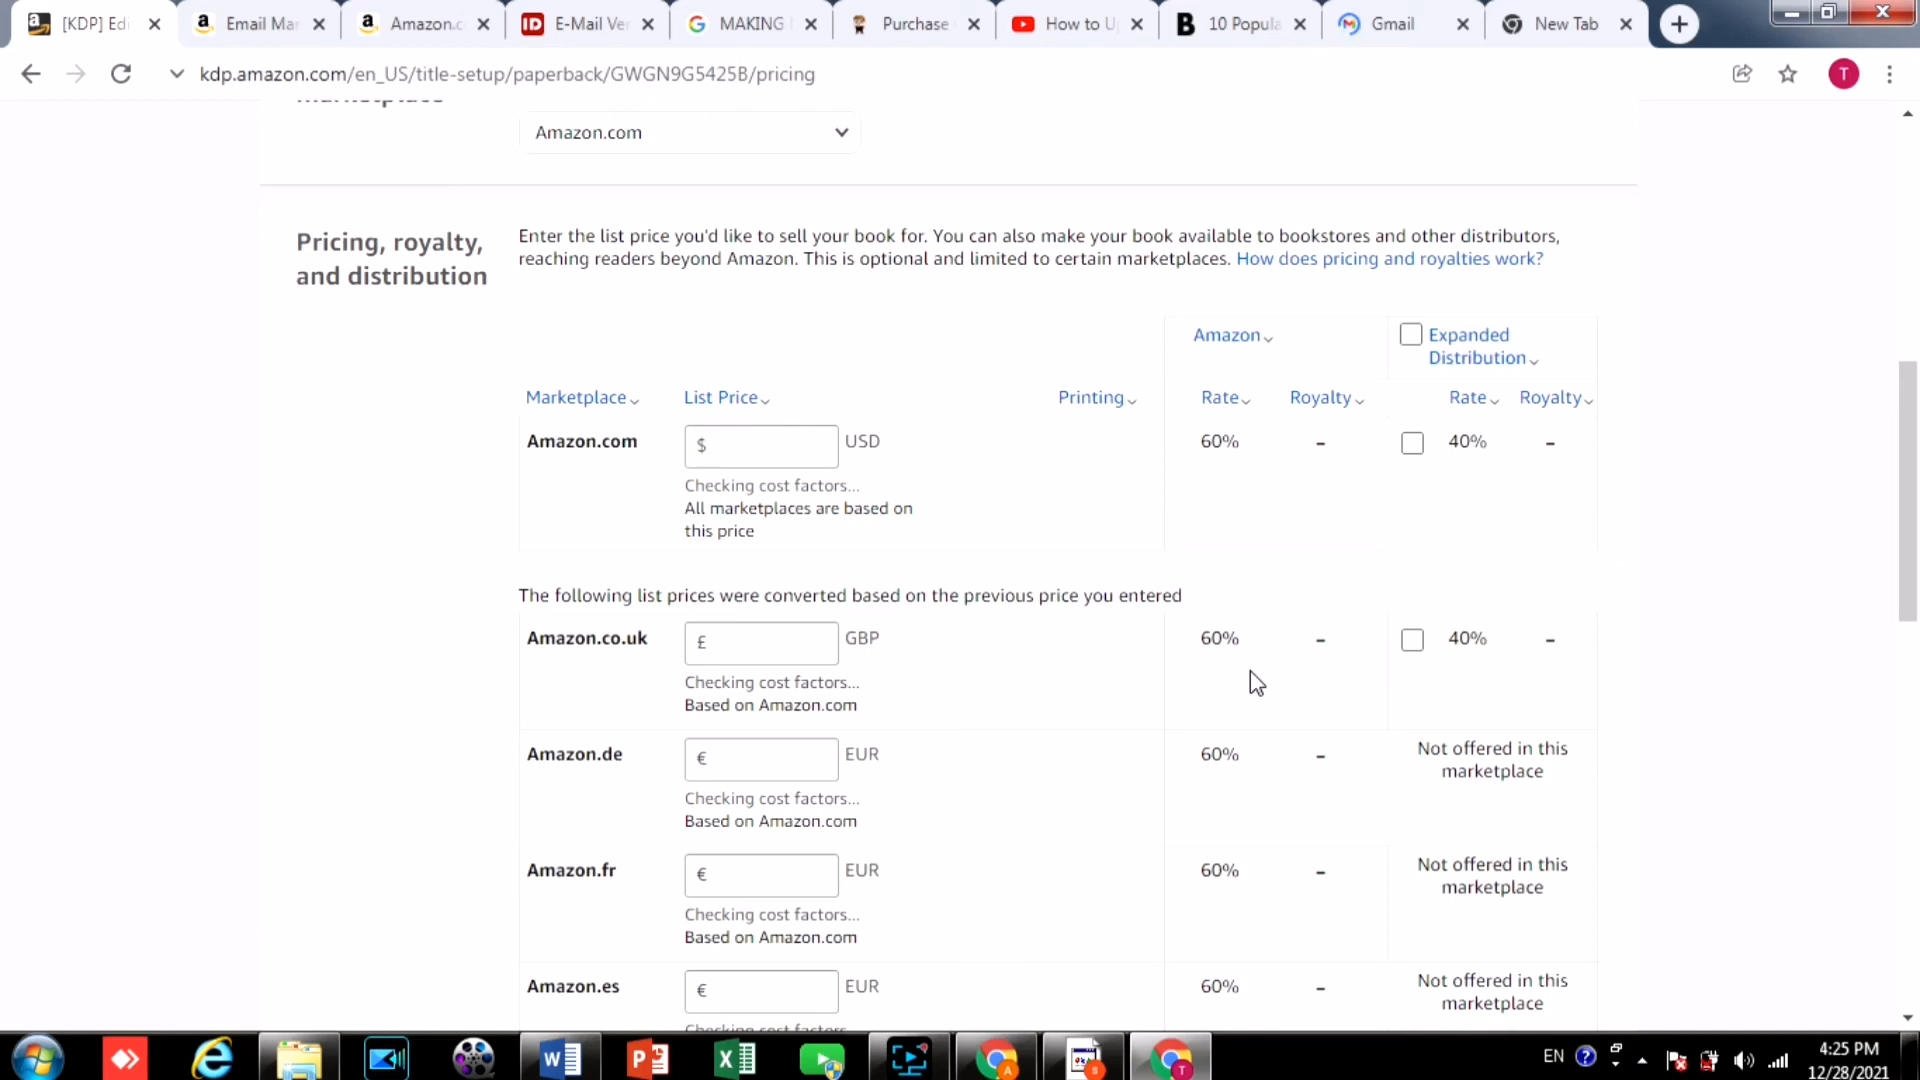 [KDP] Edi
Email Mar
Amazon.c
E-Mail Ver
MAKING
Purchase
How to U
10 Popula
Gmail
New Tab
kdp.amazon.com/en_US/title-setup/paperback/GWGN9G5425B/pricing
T
Amazon.com
Pricing, royalty,
and distribution
Enter the list price you'd like to sell your book for. You can also make your book available to bookstores and other distributors,
reaching readers beyond Amazon. This is optional and limited to certain marketplaces. How does pricing and royalties work?
Amazon
Expanded
Distribution
Marketplace List Price Printing Rate Royalty Rate Royalty
Amazon.com $ USD 60% – 40% –
Checking cost factors...
All marketplaces are based on
this price
The following list prices were converted based on the previous price you entered
Amazon.co.uk £ GBP 60% – 40% –
Checking cost factors...
Based on Amazon.com
Amazon.de € EUR 60% – Not offered in this
marketplace
Checking cost factors...
Based on Amazon.com
Amazon.fr € EUR 60% – Not offered in this
marketplace
Checking cost factors...
Based on Amazon.com
Amazon.es € EUR 60% – Not offered in this
marketplace
Checking cost factors
EN
4:25 PM
12/28/2021